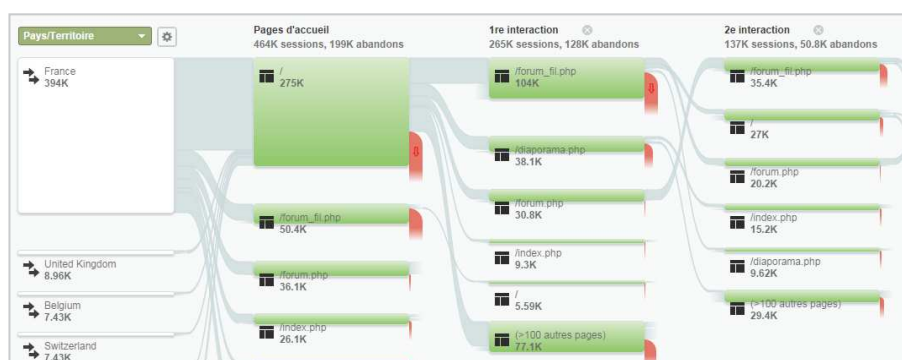 Pays/Territoire
France
394K
United Kingdom
8.96K
Belgium
7.43K
Switzerland
7.43K
Pages d'accueil
464K sessions, 199K abandons
/
275K
/forum_fil.php
50.4K
/forum.php
36.1K
/index.php
26.1K
1re interaction
265K sessions, 128K abandons
/forum_fil.php
104K
/diaporama.php
38.1K
/forum.php
30.8K
/index.php
9.3K
/
5.59K
(>100 autres pages)
77.1K
2e interaction
137K sessions, 50.8K abandons
/forum_fil.php
35.4K
/
27K
/forum.php
20.2K
/index.php
15.2K
/diaporama.php
9.62K
(>100 autres pages)
29.4K